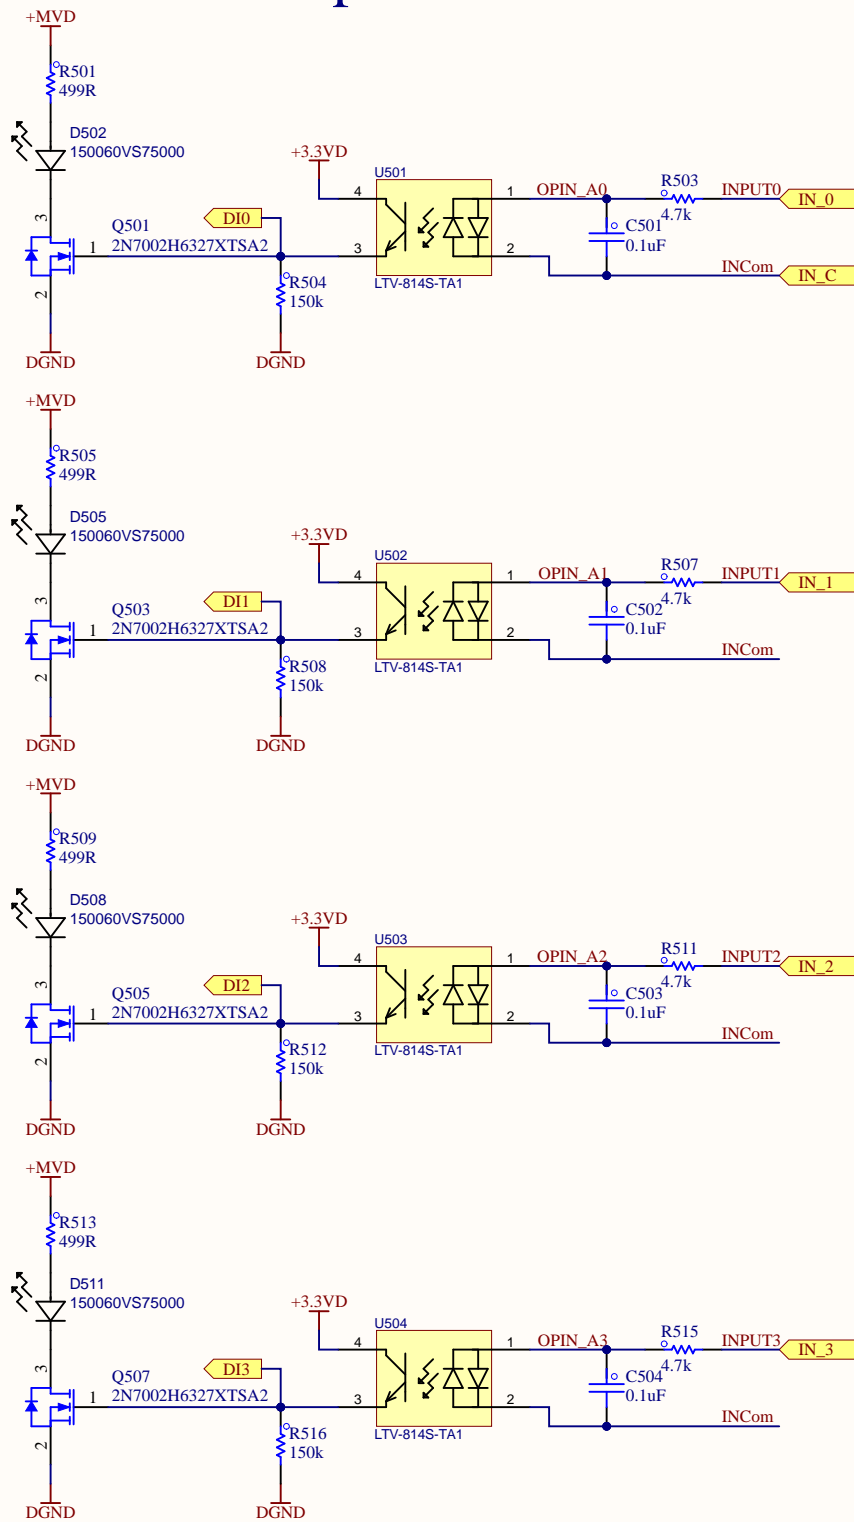 +MVD
R501
499R
D502
150060VS75000
+3.3VD
U501
4
1
OPIN_A0
R503
4.7k
INPUT0
IN_0
3
Q501
2N7002H6327XTSA2
DI0
1
3
2
C501
0.1uF
INCom
IN_C
2
R504
150k
LTV-814S-TA1
DGND
DGND
+MVD
R505
499R
D505
150060VS75000
+3.3VD
U502
4
1
OPIN_A1
R507
4.7k
INPUT1
IN_1
3
Q503
2N7002H6327XTSA2
DI1
1
3
2
C502
0.1uF
INCom
2
R508
150k
LTV-814S-TA1
DGND
DGND
+MVD
R509
499R
D508
150060VS75000
+3.3VD
U503
4
1
OPIN_A2
R511
4.7k
INPUT2
IN_2
3
Q505
2N7002H6327XTSA2
DI2
1
3
2
C503
0.1uF
INCom
2
R512
150k
LTV-814S-TA1
DGND
DGND
+MVD
R513
499R
D511
150060VS75000
+3.3VD
U504
4
1
OPIN_A3
R515
4.7k
INPUT3
IN_3
3
Q507
2N7002H6327XTSA2
DI3
1
3
2
C504
0.1uF
INCom
2
R516
150k
LTV-814S-TA1
DGND
DGND